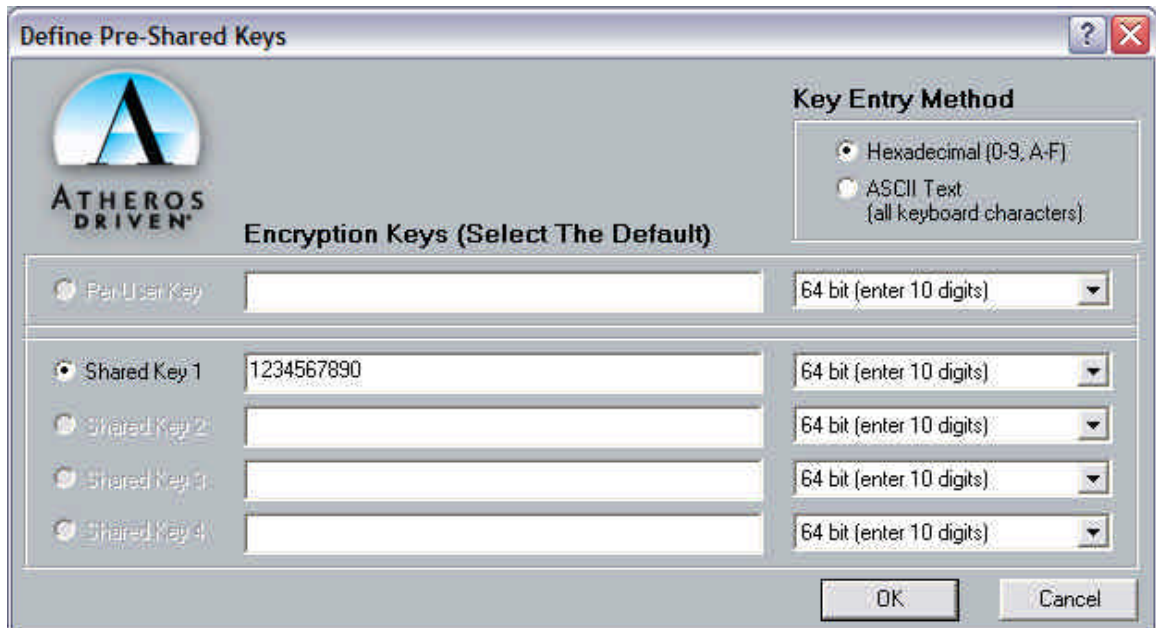 Define Pre-Shared Keys
?
ATHEROS
DRIVEN®
Key Entry Method
Hexadecimal (0-9, A-F)
ASCII Text
(all keyboard characters)
Encryption Keys (Select The Default)
Per-User Key 64 bit (enter 10 digits)
Shared Key 1 1234567890 64 bit (enter 10 digits)
Shared Key 2 64 bit (enter 10 digits)
Shared Key 3 64 bit (enter 10 digits)
Shared Key 4 64 bit (enter 10 digits)
OK Cancel